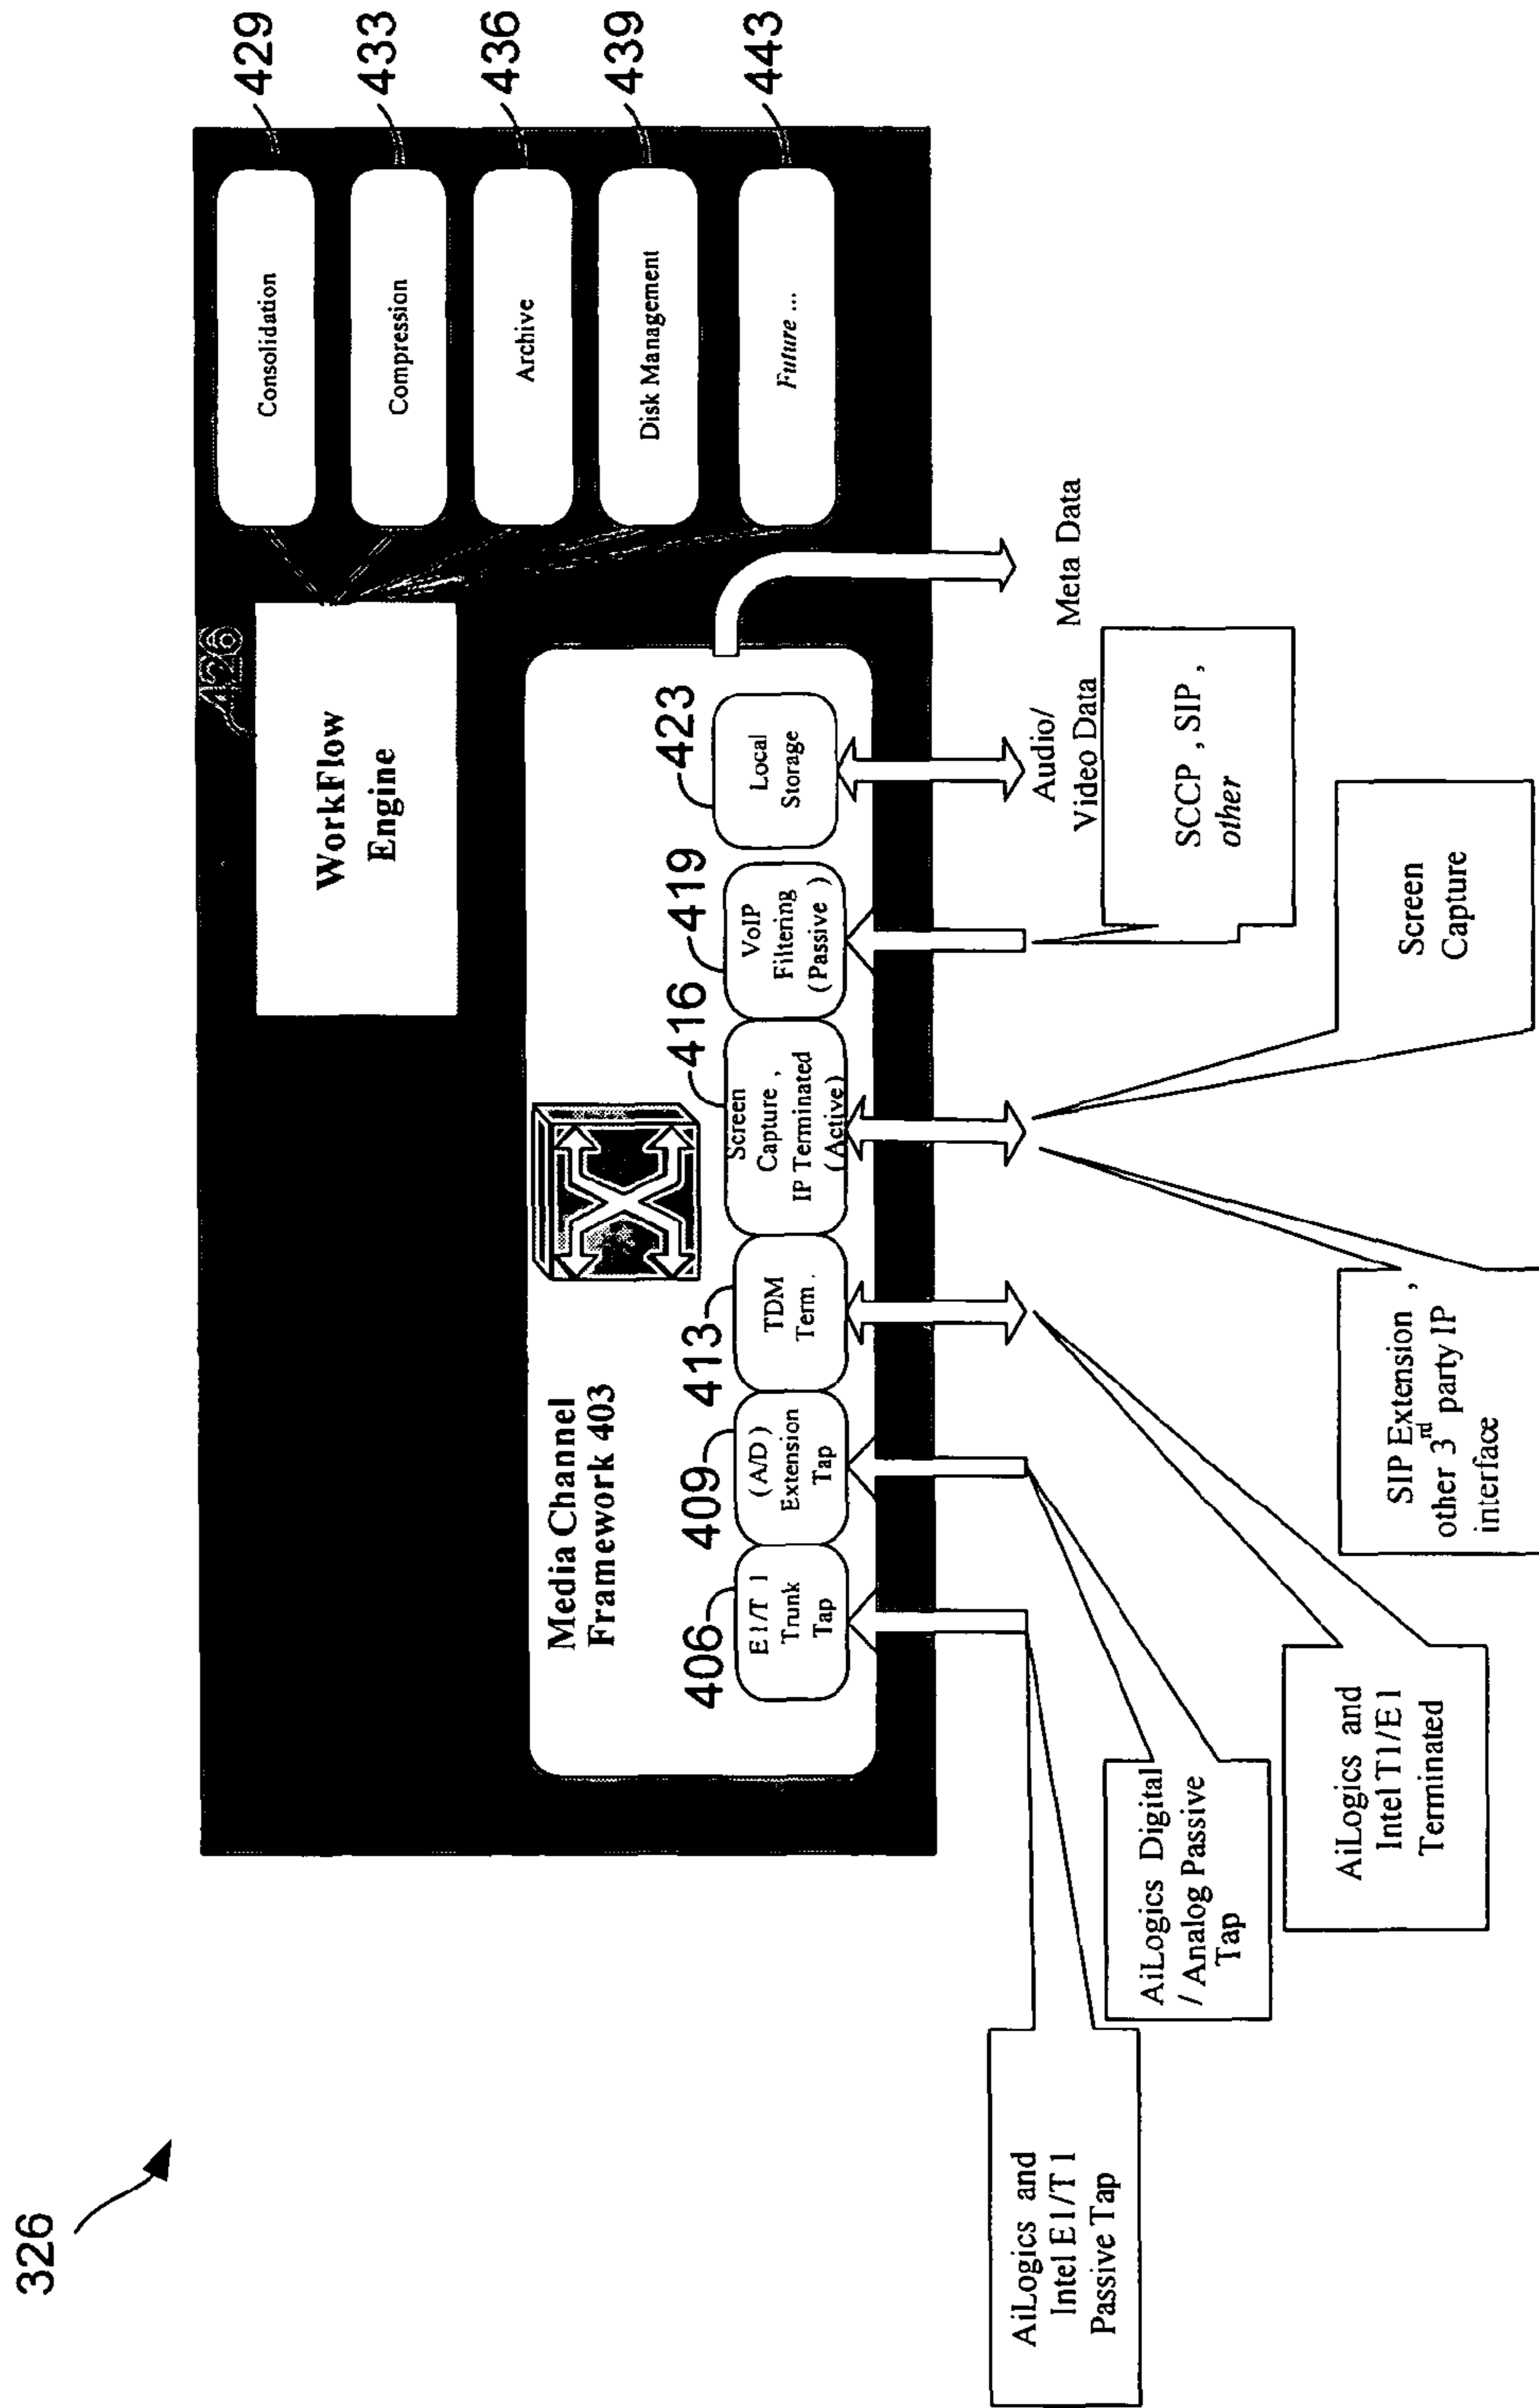 326
426
WorkFlow
Engine
Consolidation
429
Compression
433
Archive
436
Disk Management
439
Future ...
443
Media Channel
Framework 403
406
E1/T 1
Trunk
Tap
409
(A/D)
Extension
Tap
413
TDM
Term .
416
Screen
Capture ,
IP Terminated
(Active)
419
VoIP
Filtering
(Passive )
423
Local
Storage
Audio/
Video Data
Meta Data
AiLogics and
Intel E1/T 1
Passive Tap
AiLogics Digital
/ Analog Passive
Tap
AiLogics and
Intel T1/E1
Terminated
SIP Extension ,
other 3rd party IP
interface
Screen
Capture
SCCP , SIP ,
other